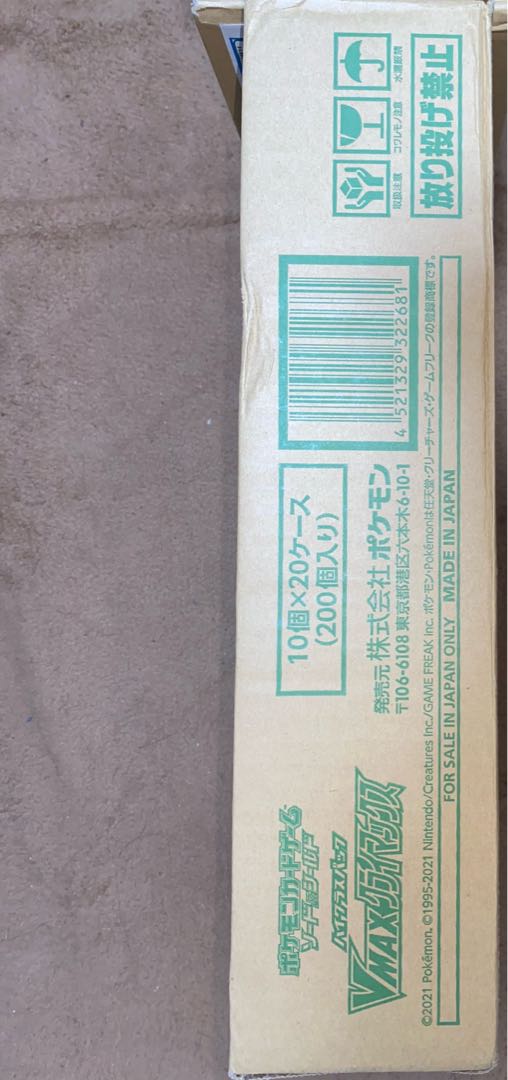 ポケモンカードゲーム
ソード&シールド
ハイクラスパック
VMAXクライマックス
10個×20ケース
(200個入り)
発売元 株式会社 ポケモン
〒106-6108 東京都港区六本木6-10-1
4 521329 322681
取扱注意
コワレモノ注意
水濡厳禁
放り投げ禁止
©2021 Pokémon. ©1995-2021 Nintendo/Creatures Inc./GAME FREAK inc. ポケモン・Pokémonは任天堂・クリーチャーズ・ゲームフリークの登録商標です。
FOR SALE IN JAPAN ONLY MADE IN JAPAN